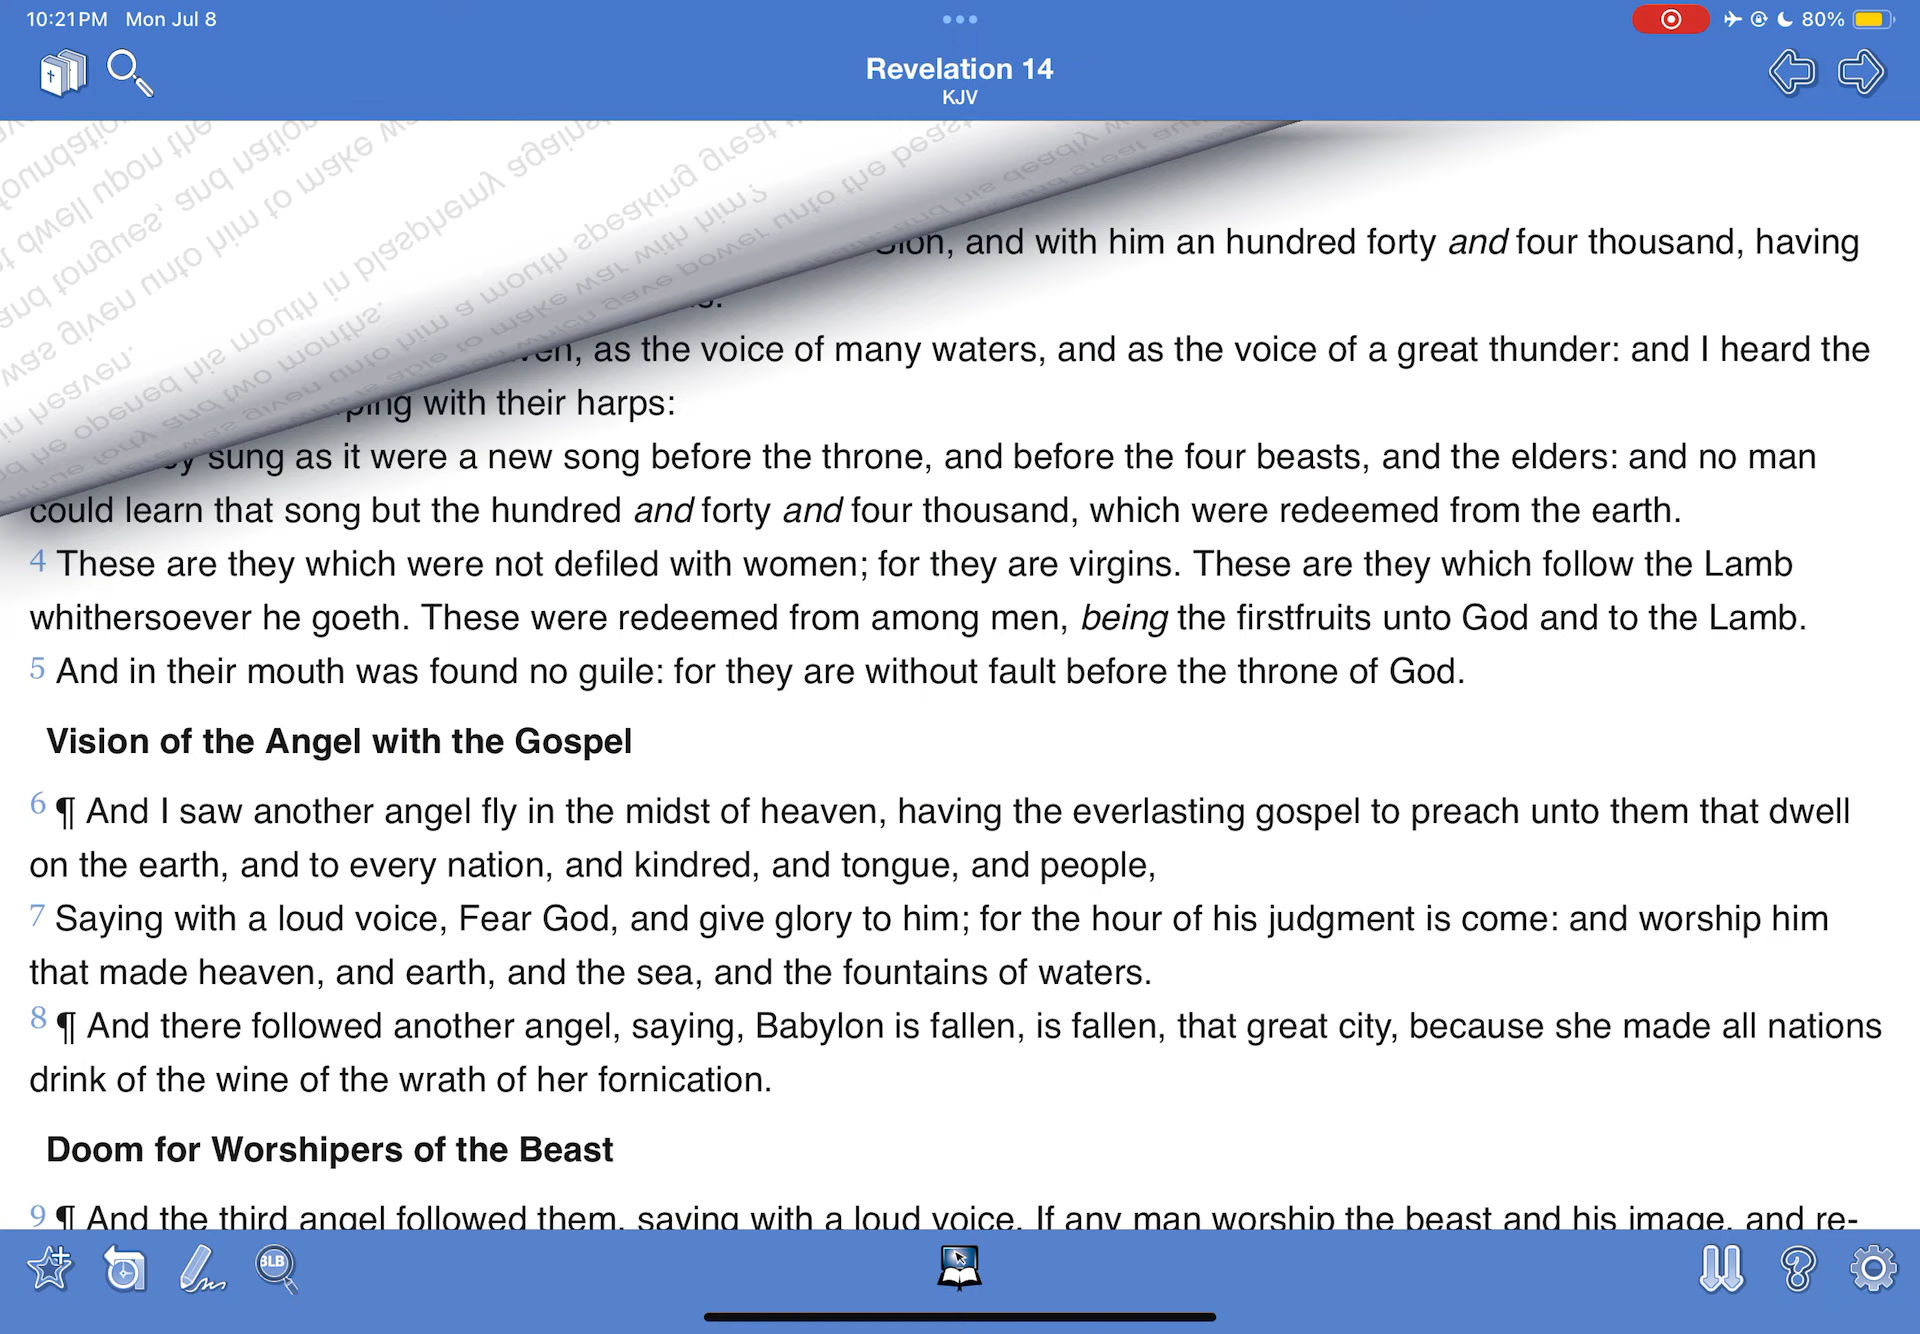 10:21 PM Mon Jul 8
80%
Revelation 14
KJV
and with him an hundred forty and four thousand, having
as the voice of many waters, and as the voice of a great thunder: and I heard the
with their harps:
sung as it were a new song before the throne, and before the four beasts, and the elders: and no man
could learn that song but the hundred and forty and four thousand, which were redeemed from the earth.
4 These are they which were not defiled with women; for they are virgins. These are they which follow the Lamb
whithersoever he goeth. These were redeemed from among men, being the firstfruits unto God and to the Lamb.
5 And in their mouth was found no guile: for they are without fault before the throne of God.
Vision of the Angel with the Gospel
6 ¶ And I saw another angel fly in the midst of heaven, having the everlasting gospel to preach unto them that dwell
on the earth, and to every nation, and kindred, and tongue, and people,
7 Saying with a loud voice, Fear God, and give glory to him; for the hour of his judgment is come: and worship him
that made heaven, and earth, and the sea, and the fountains of waters.
8 ¶ And there followed another angel, saying, Babylon is fallen, is fallen, that great city, because she made all nations
drink of the wine of the wrath of her fornication.
Doom for Worshipers of the Beast
9 ¶ And the third angel followed them, saying with a loud voice, If any man worship the beast and his image, and re-
BLB